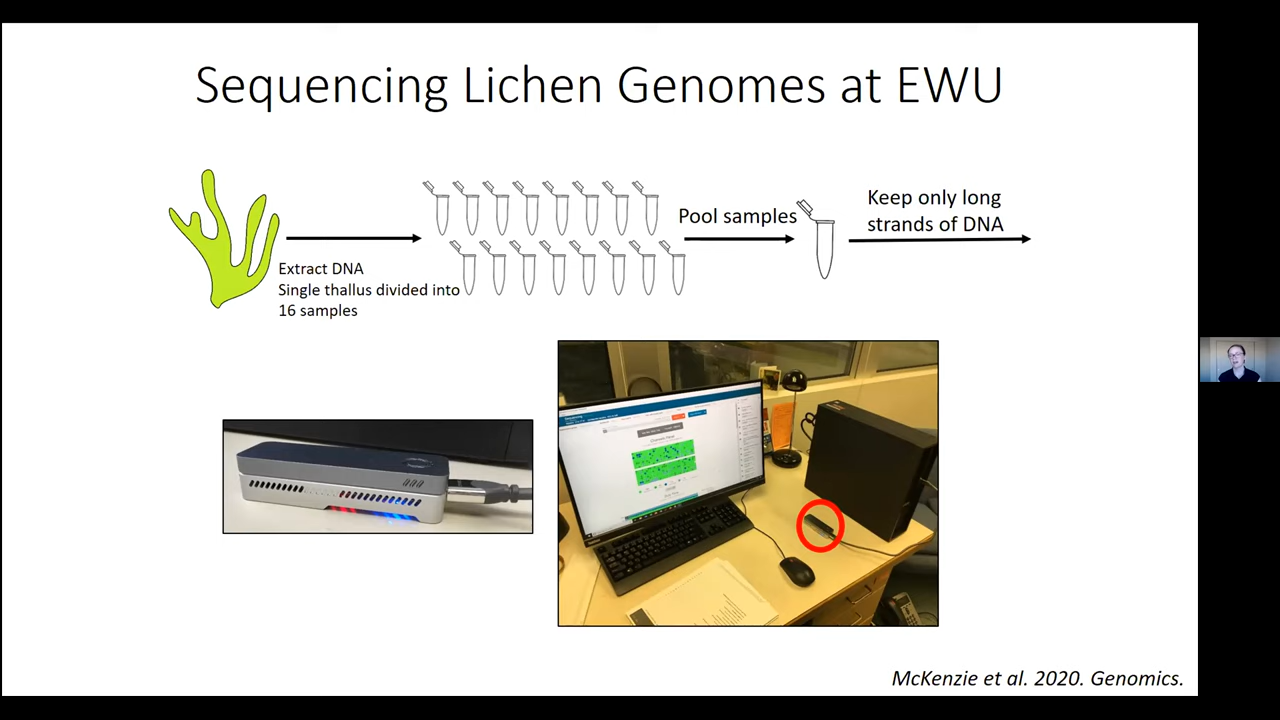 Sequencing Lichen Genomes at EWU
Extract DNA
Single thallus divided into
16 samples
Pool samples
Keep only long
strands of DNA
McKenzie et al. 2020. Genomics.